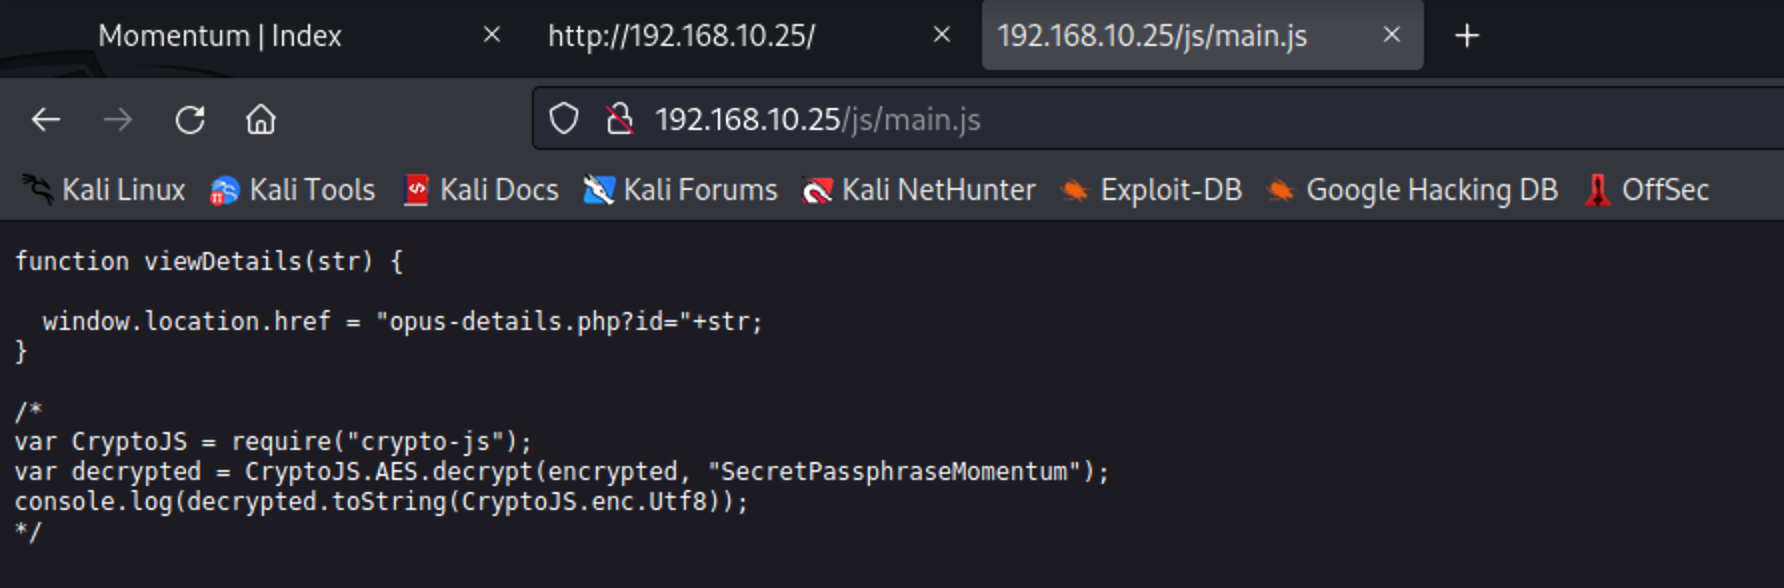 Momentum | Index
http://192.168.10.25/
192.168.10.25/js/main.js
192.168.10.25/js/main.js
Kali Linux
Kali Tools
Kali Docs
Kali Forums
Kali NetHunter
Exploit-DB
Google Hacking DB
OffSec
function viewDetails(str) {
window.location.href = "opus-details.php?id="+str;
}
/*
var CryptoJS = require("crypto-js");
var decrypted = CryptoJS.AES.decrypt(encrypted, "SecretPassphraseMomentum");
console.log(decrypted.toString(CryptoJS.enc.Utf8));
*/